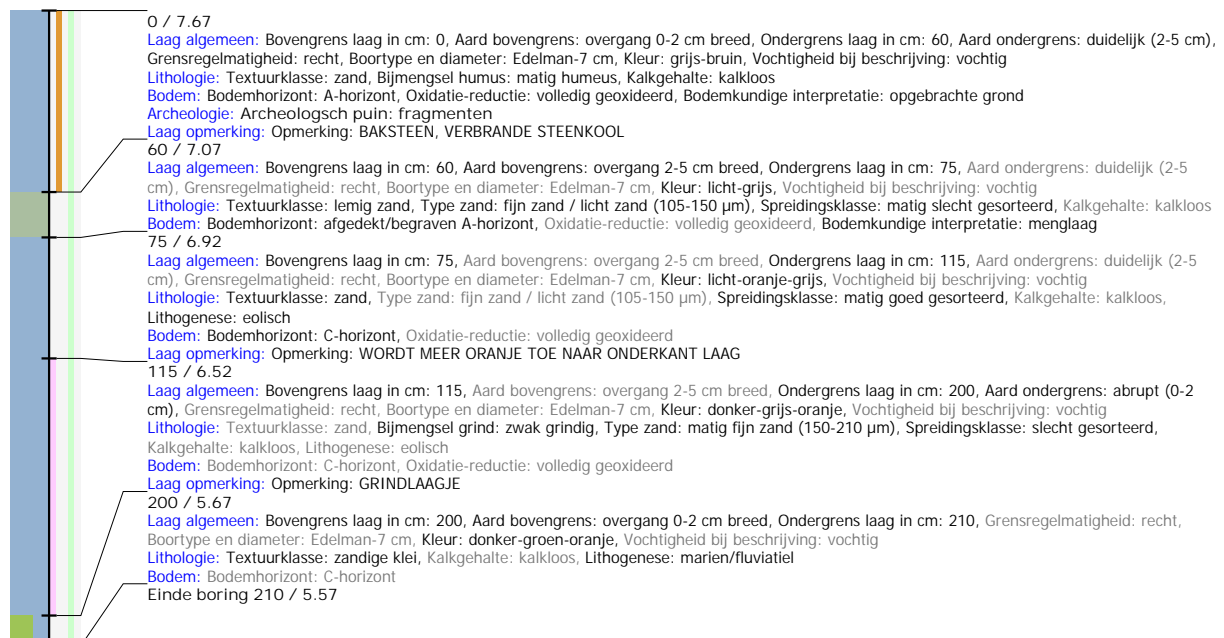 0 / 7.67
Laag algemeen: Bovengrens laag in cm: 0, Aard bovengrens: overgang 0-2 cm breed, Ondergrens laag in cm: 60, Aard ondergrens: duidelijk (2-5 cm),
Grensregelmatigheid: recht, Boortype en diameter: Edelman-7 cm, Kleur: grijs-bruin, Vochtigheid bij beschrijving: vochtig
Lithologie: Textuurklasse: zand, Bijmengsel humus: matig humeus, Kalkgehalte: kalkloos
Bodem: Bodemhorizont: A-horizont, Oxidatie-reductie: volledig geoxideerd, Bodemkundige interpretatie: opgebrachte grond
Archeologie: Archeologsch puin: fragmenten
Laag opmerking: Opmerking: BAKSTEEN, VERBRANDE STEENKOOL
60 / 7.07
Laag algemeen: Bovengrens laag in cm: 60, Aard bovengrens: overgang 2-5 cm breed, Ondergrens laag in cm: 75, Aard ondergrens: duidelijk (2-5
cm), Grensregelmatigheid: recht, Boortype en diameter: Edelman-7 cm, Kleur: licht-grijs, Vochtigheid bij beschrijving: vochtig
Lithologie: Textuurklasse: lemig zand, Type zand: fijn zand / licht zand (105-150 µm), Spreidingsklasse: matig slecht gesorteerd, Kalkgehalte: kalkloos
Bodem: Bodemhorizont: afgedekt/begraven A-horizont, Oxidatie-reductie: volledig geoxideerd, Bodemkundige interpretatie: menglaag
75 / 6.92
Laag algemeen: Bovengrens laag in cm: 75, Aard bovengrens: overgang 2-5 cm breed, Ondergrens laag in cm: 115, Aard ondergrens: duidelijk (2-5
cm), Grensregelmatigheid: recht, Boortype en diameter: Edelman-7 cm, Kleur: licht-oranje-grijs, Vochtigheid bij beschrijving: vochtig
Lithologie: Textuurklasse: zand, Type zand: fijn zand / licht zand (105-150 µm), Spreidingsklasse: matig goed gesorteerd, Kalkgehalte: kalkloos,
Lithogenese: eolisch
Bodem: Bodemhorizont: C-horizont, Oxidatie-reductie: volledig geoxideerd
Laag opmerking: Opmerking: WORDT MEER ORANJE TOE NAAR ONDERKANT LAAG
115 / 6.52
Laag algemeen: Bovengrens laag in cm: 115, Aard bovengrens: overgang 2-5 cm breed, Ondergrens laag in cm: 200, Aard ondergrens: abrupt (0-2
cm), Grensregelmatigheid: recht, Boortype en diameter: Edelman-7 cm, Kleur: donker-grijs-oranje, Vochtigheid bij beschrijving: vochtig
Lithologie: Textuurklasse: zand, Bijmengsel grind: zwak grindig, Type zand: matig fijn zand (150-210 µm), Spreidingsklasse: slecht gesorteerd,
Kalkgehalte: kalkloos, Lithogenese: eolisch
Bodem: Bodemhorizont: C-horizont, Oxidatie-reductie: volledig geoxideerd
Laag opmerking: Opmerking: GRINDLAAGJE
200 / 5.67
Laag algemeen: Bovengrens laag in cm: 200, Aard bovengrens: overgang 0-2 cm breed, Ondergrens laag in cm: 210, Grensregelmatigheid: recht,
Boortype en diameter: Edelman-7 cm, Kleur: donker-groen-oranje, Vochtigheid bij beschrijving: vochtig
Lithologie: Textuurklasse: zandige klei, Kalkgehalte: kalkloos, Lithogenese: marien/fluviatiel
Bodem: Bodemhorizont: C-horizont
Einde boring 210 / 5.57